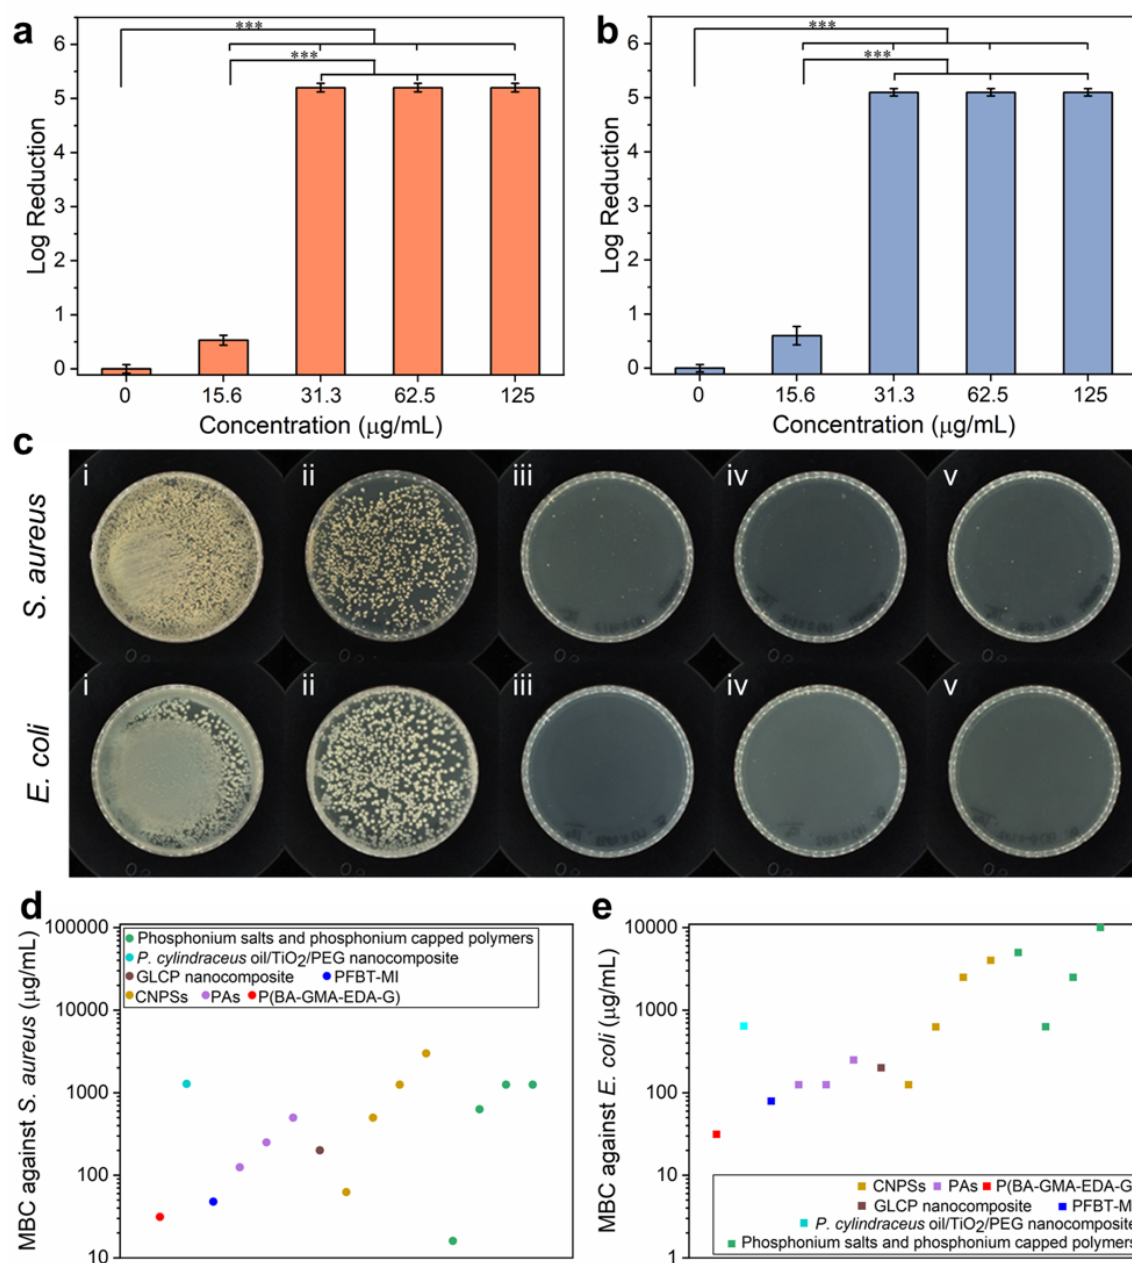 a
6
5
4
3
2
1
0
Log Reduction
***
***
0 15.6 31.3 62.5 125
Concentration (μg/mL)
b
6
5
4
3
2
1
0
Log Reduction
***
***
0 15.6 31.3 62.5 125
Concentration (μg/mL)
c
S. aureus
i ii iii iv v
E. coli
i ii iii iv v
d
MBC against S. aureus (μg/mL)
100000
10000
1000
100
10
Phosphonium salts and phosphonium capped polymers
P. cylindraceus oil/TiO₂/PEG nanocomposite
GLCP nanocomposite PFBT-MI
CNPSs PAs P(BA-GMA-EDA-G)
e
MBC against E. coli (μg/mL)
10000
1000
100
10
1
CNPSs PAs P(BA-GMA-EDA-G
GLCP nanocomposite PFBT-MI
P. cylindraceus oil/TiO₂/PEG nanocomposite
Phosphonium salts and phosphonium capped polymers